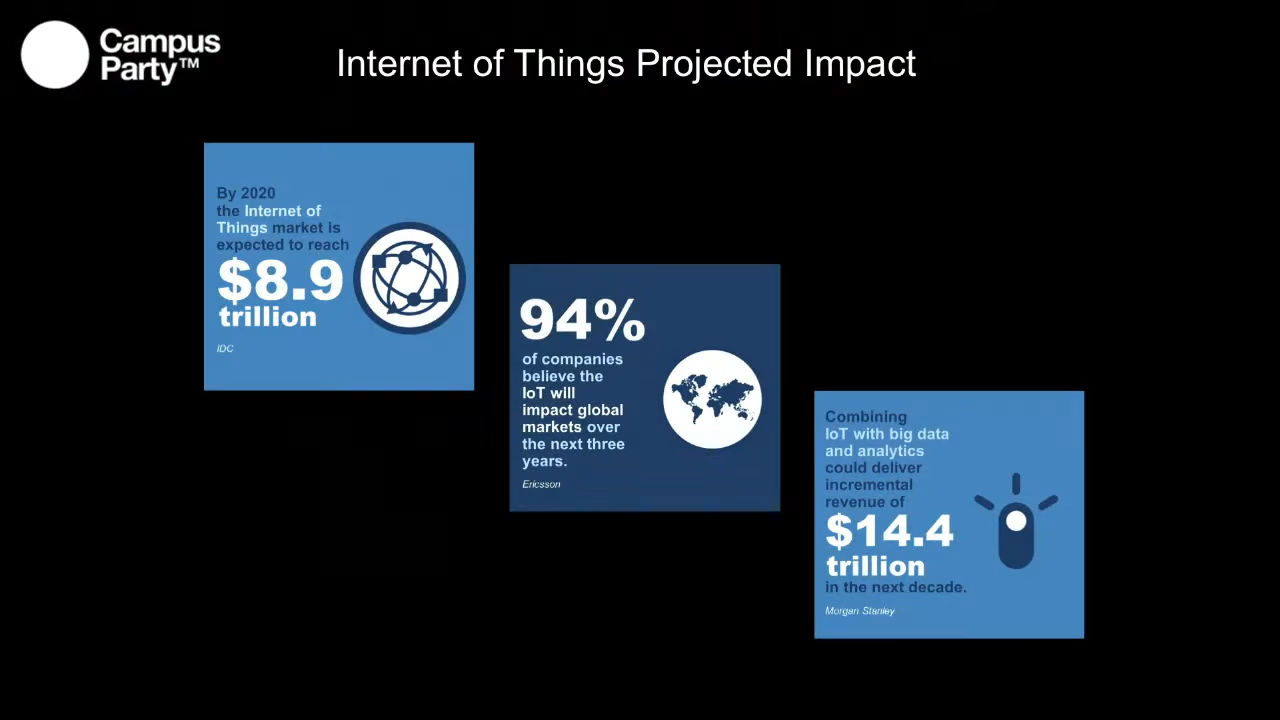 Campus
Party™
Internet of Things Projected Impact
By 2020
the Internet of
Things market is
expected to reach
$8.9
trillion
IDC
94%
of companies
believe the
IoT will
impact global
markets over
the next three
years.
Ericsson
Combining
IoT with big data
and analytics
could deliver
incremental
revenue of
$14.4
trillion
in the next decade.
Morgan Stanley